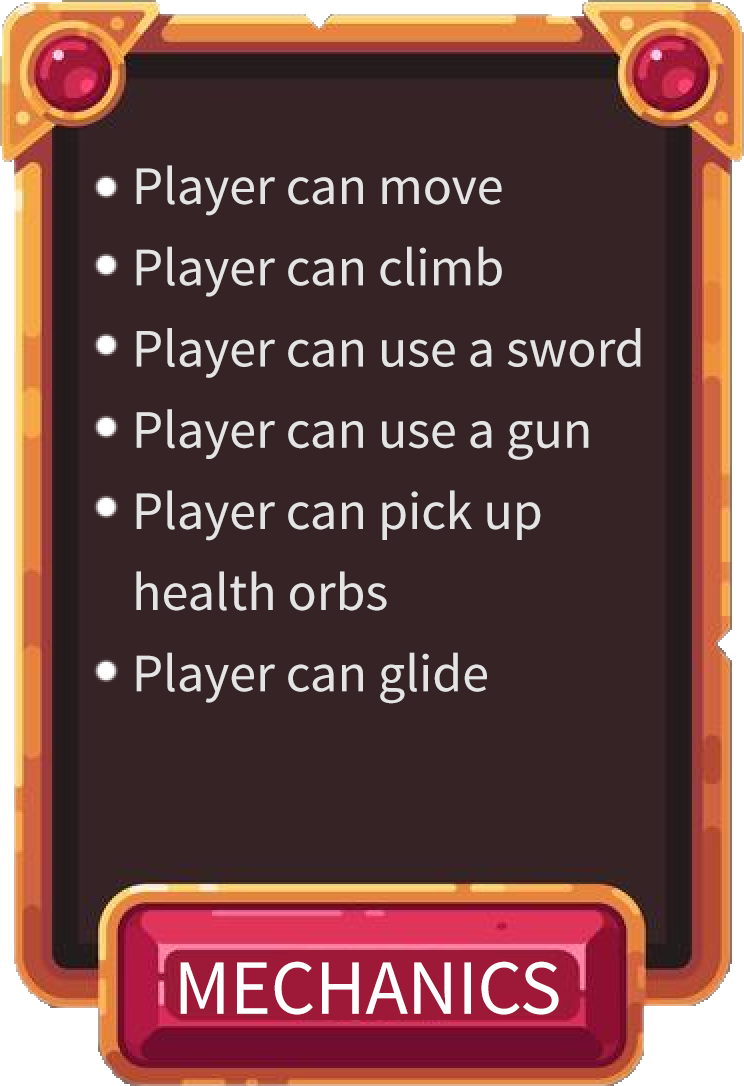 • Player can move
• Player can climb
• Player can use a sword
• Player can use a gun
• Player can pick up
health orbs
• Player can glide
MECHANICS